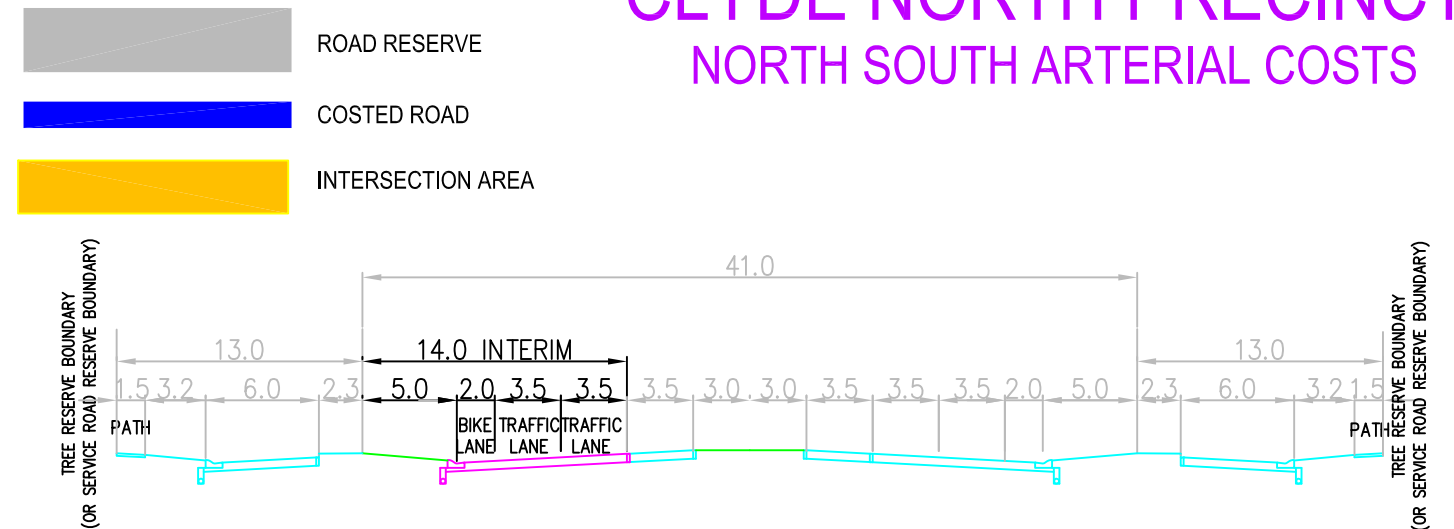 CLYDE NORTH PRECINCT
NORTH SOUTH ARTERIAL COSTS
ROAD RESERVE
COSTED ROAD
INTERSECTION AREA
41.0
13.0 14.0 INTERIM 13.0
1.5 3.2 6.0 2.3 5.0 2.0 3.5 3.5 3.5 3.0 3.0 3.5 3.5 3.5 2.0 5.0 2.3 6.0 3.2 1.5
PATH BIKE LANE TRAFFIC LANE TRAFFIC LANE PATH
TREE RESERVE BOUNDARY
(OR SERVICE ROAD RESERVE BOUNDARY)
TREE RESERVE BOUNDARY
(OR SERVICE ROAD RESERVE BOUNDARY)